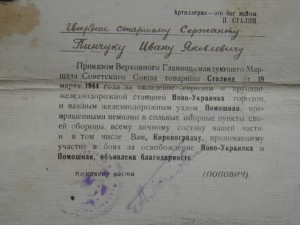 Артиллерия—это бог войны
И. СТАЛИН
Гвардии старшему Сержанту
Пинчуку Ивану Яковлевичу
Приказом Верховного Главнокомандующего Мар-
шала Советского Союза товарища Сталина от 18
марта 1944 года за овладение городом и
железнодорожной станцией Ново-Украинка городом,
и важным железнодорожным узлом Помошная, пре-
вращенными немцами в сильные опорные пункты
своей обороны, всему личному составу нашей части
и в том числе Вам, принимавшему
участие в боях за освобождение Ново-Украинка и
Помошная, объявлена благодарность.
Командир части (ПОПОВИЧ)